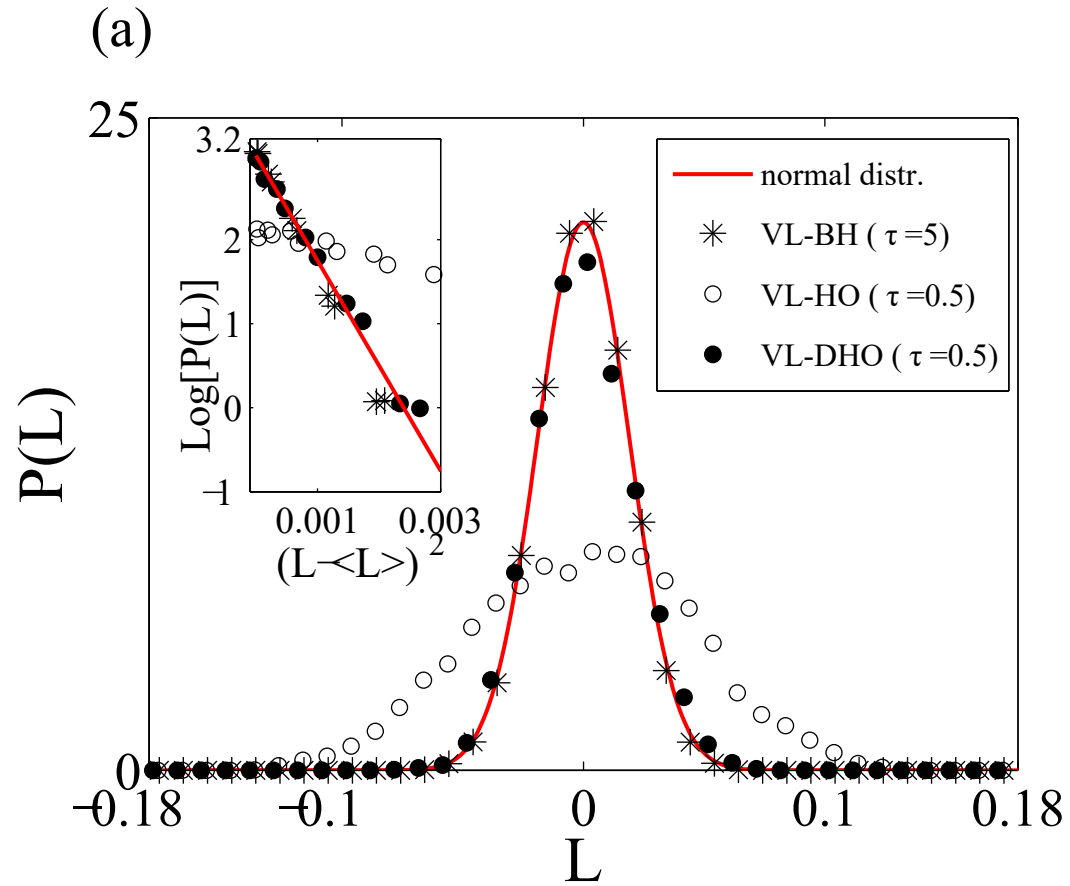 (a)
25
3.2
2
1
0
−1
Log[P(L)]
0.001 0.003
(L−<L>)²
normal distr.
VL-BH ( τ =5)
VL-HO ( τ =0.5)
VL-DHO ( τ =0.5)
P(L)
0
−0.18 −0.1 0 0.1 0.18
L